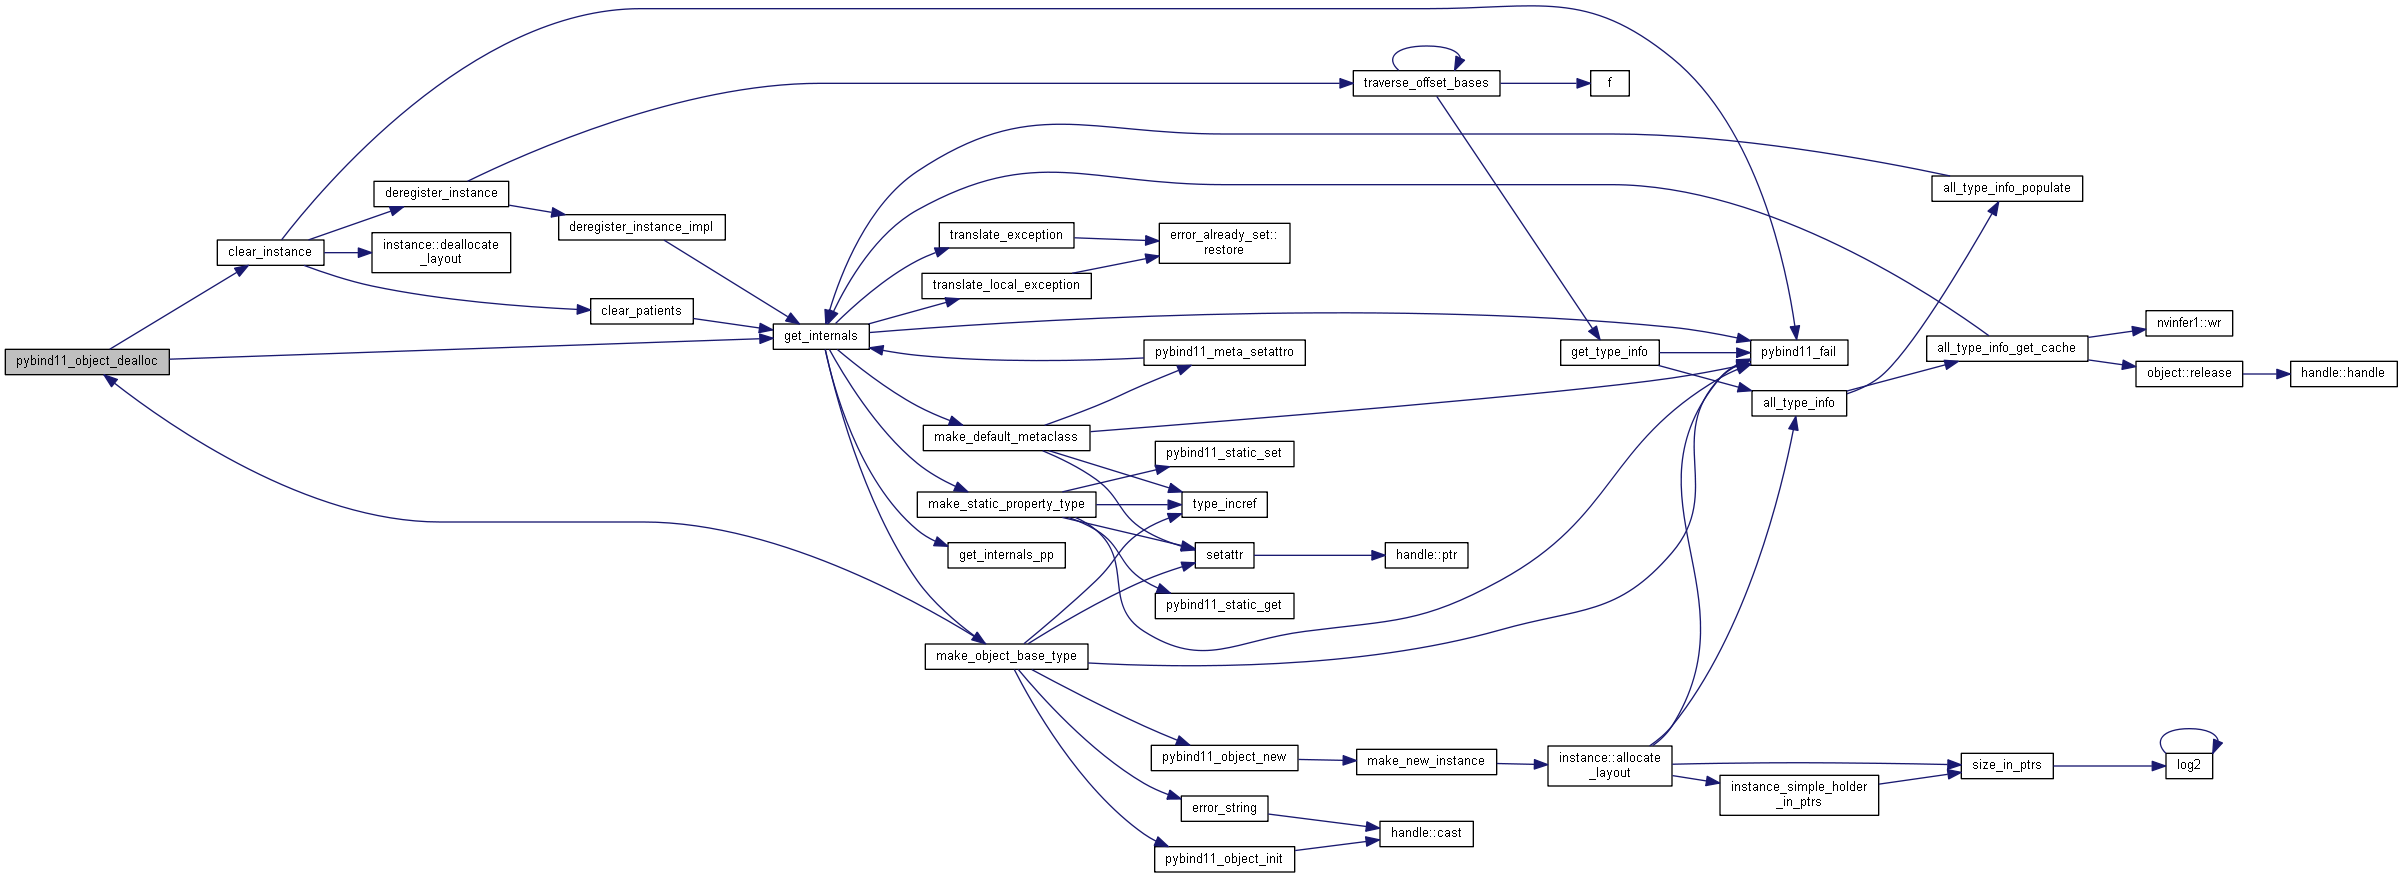 pybind11_object_dealloc
clear_instance
deregister_instance
instance::deallocate
_layout
deregister_instance_impl
clear_patients
get_internals
translate_exception
translate_local_exception
error_already_set::
restore
pybind11_meta_setattro
make_default_metaclass
pybind11_static_set
make_static_property_type
type_incref
get_internals_pp
setattr
handle::ptr
pybind11_static_get
make_object_base_type
pybind11_object_new
make_new_instance
error_string
handle::cast
pybind11_object_init
traverse_offset_bases
f
get_type_info
pybind11_fail
all_type_info
all_type_info_populate
all_type_info_get_cache
nvinfer1::wr
object::release
handle::handle
instance::allocate
_layout
instance_simple_holder
_in_ptrs
size_in_ptrs
log2